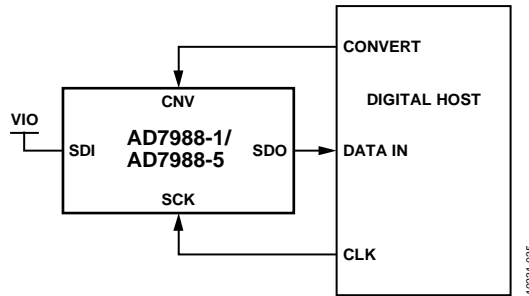 CONVERT
CNV
DIGITAL HOST
VIO
AD7988-1/
AD7988-5
SDI
SDO
DATA IN
SCK
CLK